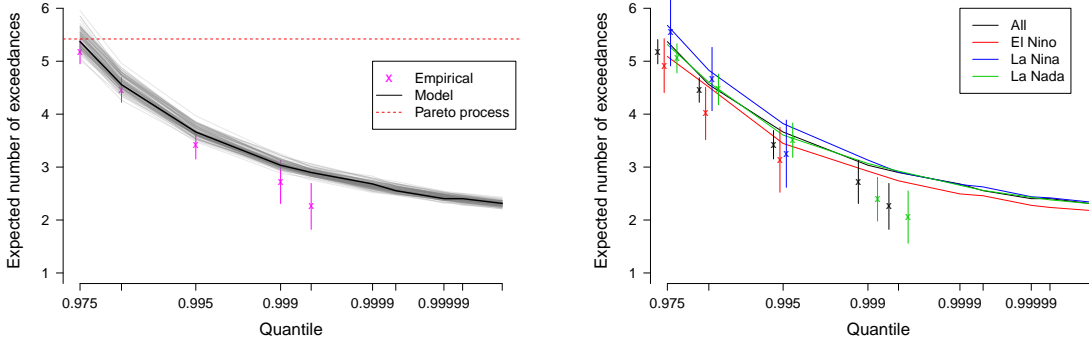 6
5
4
3
2
1
Expected number of exceedances
x Empirical
Model
Pareto process
0.975
0.995
0.999
0.9999
0.99999
Quantile
6
5
4
3
2
1
Expected number of exceedances
All
El Nino
La Nina
La Nada
0.975
0.995
0.999
0.9999
0.99999
Quantile